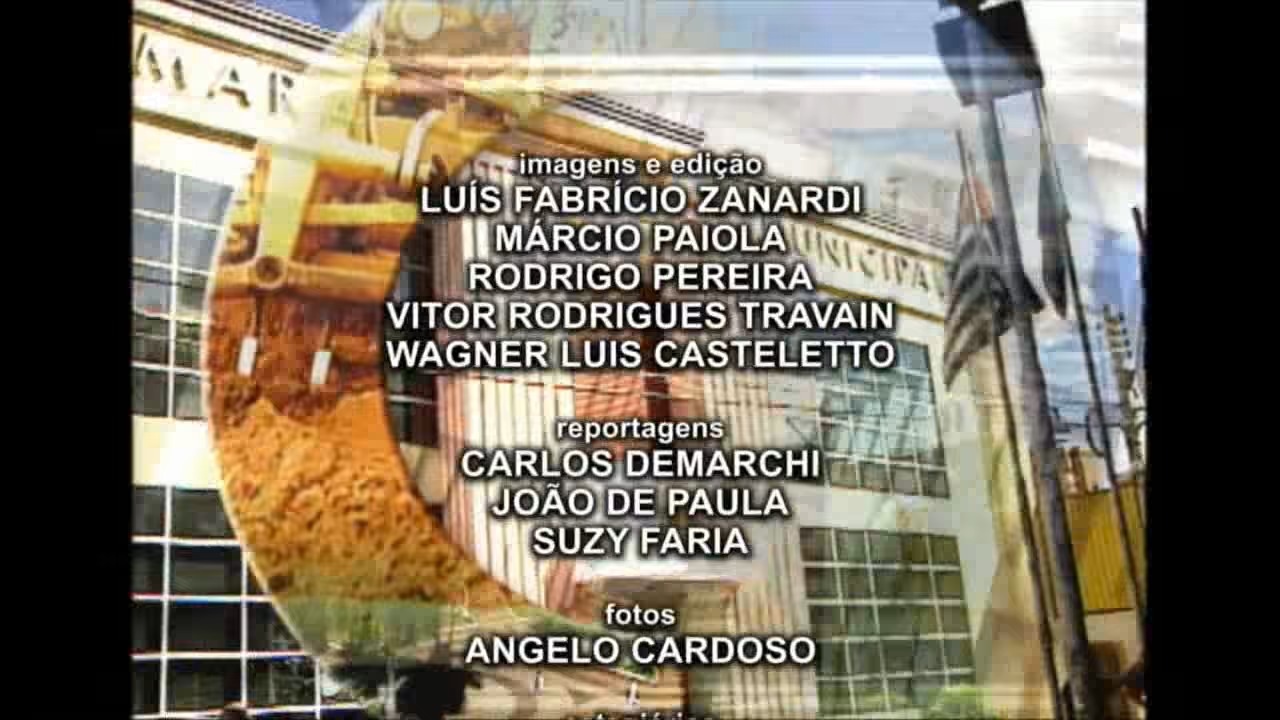 imagens e edição
LUÍS FABRÍCIO ZANARDI
MÁRCIO PAIOLA
RODRIGO PEREIRA
VITOR RODRIGUES TRAVAIN
WAGNER LUIS CASTELETTO
reportagens
CARLOS DEMARCHI
JOÃO DE PAULA
SUZY FARIA
fotos
ANGELO CARDOSO